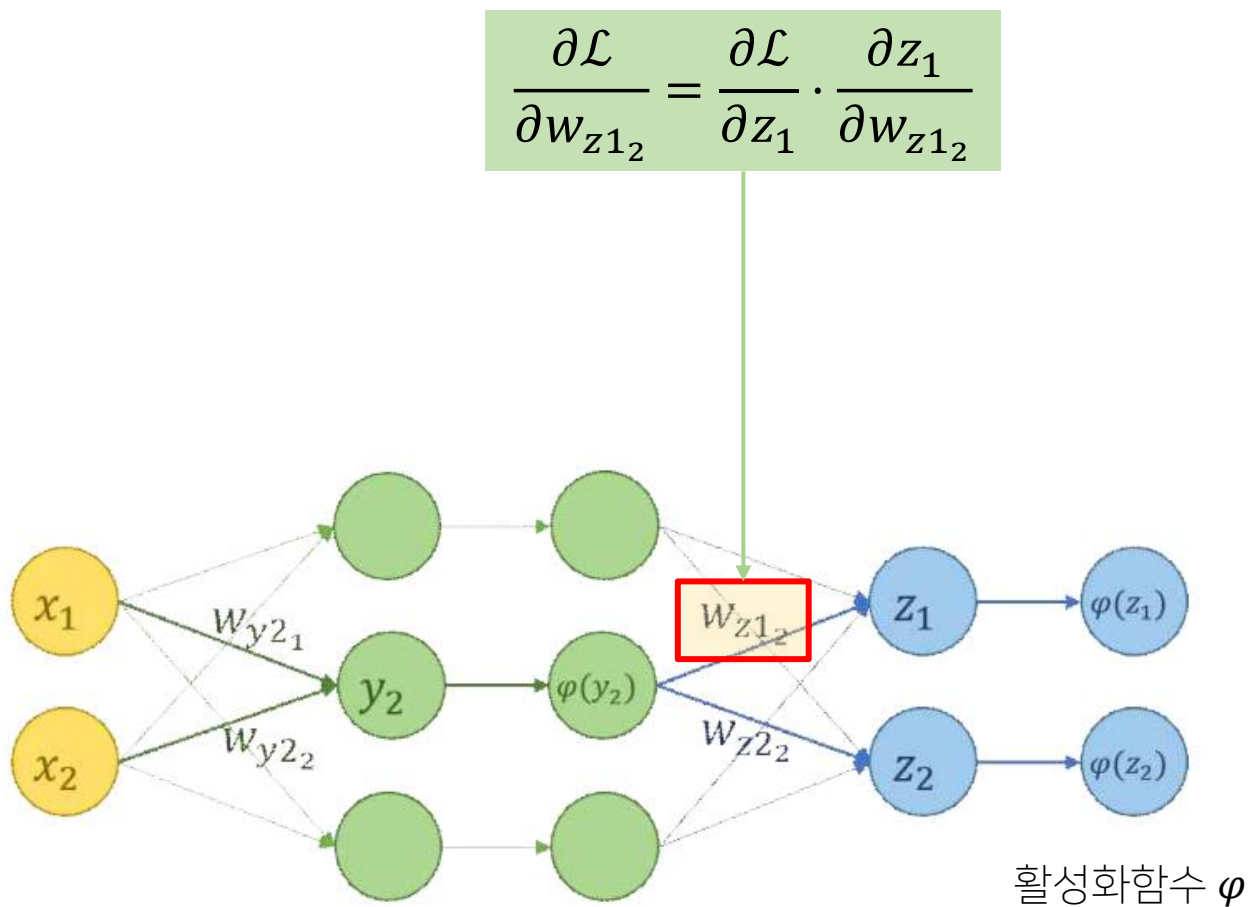 ∂ℒ/∂w_{z1_2} = ∂ℒ/∂z_1 · ∂z_1/∂w_{z1_2}
x_1
w_{y2_1}
y_2
φ(y_2)
w_{z1_2}
z_1
φ(z_1)
x_2
w_{y2_2}
w_{z2_2}
z_2
φ(z_2)
활성화함수 φ